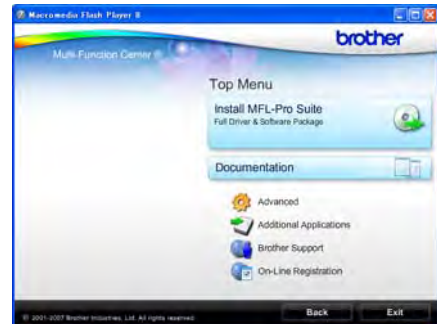 Macromedia Flash Player 8
brother
Multi-Function Center ®
Top Menu
Install MFL-Pro Suite
Full Driver & Software Package
Documentation
Advanced
Additional Applications
Brother Support
On-Line Registration
© 2001-2007 Brother Industries, Ltd. All rights reserved
Back Exit